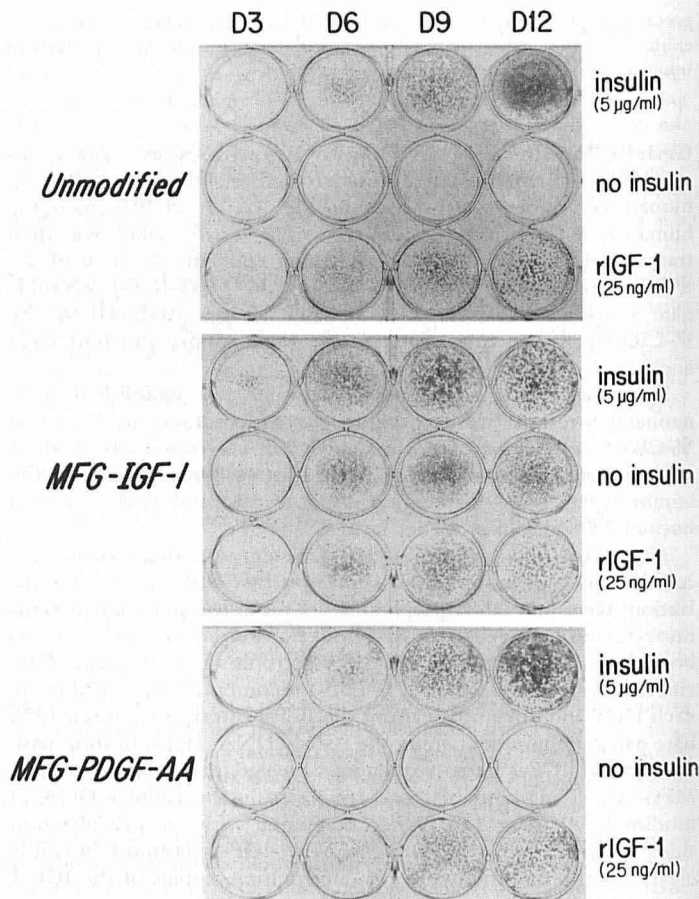 D3 D6 D9 D12
insulin
(5 µg/ml)
Unmodified
no insulin
rIGF-1
(25 ng/ml)
insulin
(5 µg/ml)
MFG-IGF-I
no insulin
rIGF-1
(25 ng/ml)
insulin
(5 µg/ml)
MFG-PDGF-AA
no insulin
rIGF-1
(25 ng/ml)